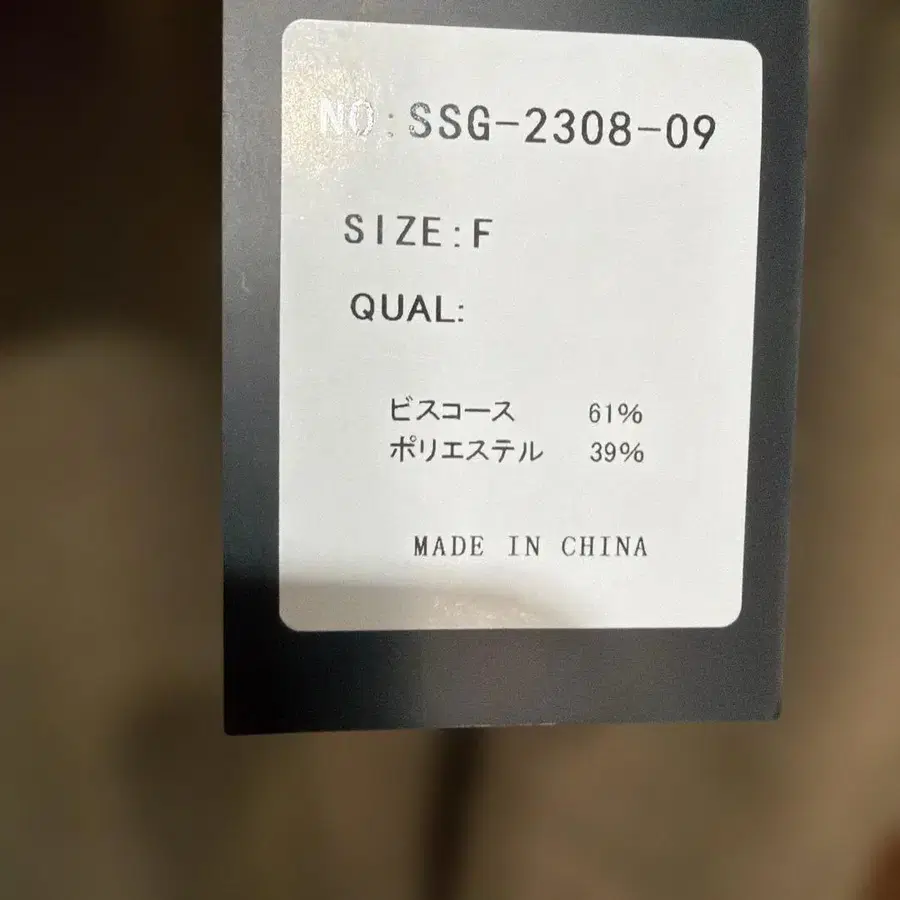 NO:SSG-2308-09
SIZE:F
QUAL:
ビスコース 61%
ポリエステル 39%
MADE IN CHINA